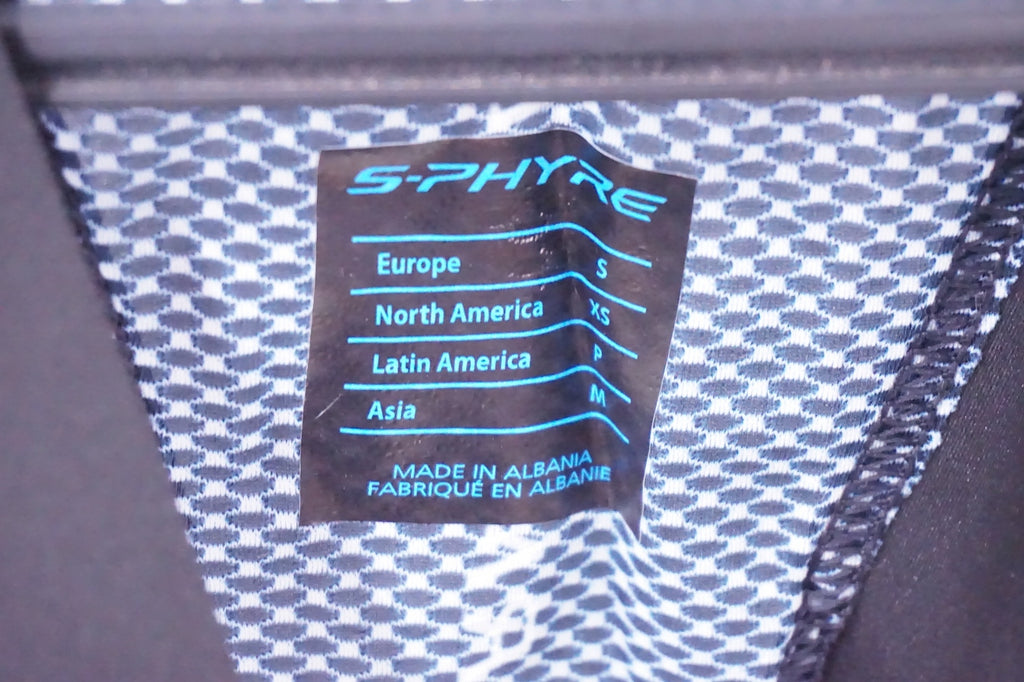 S-PHYRE
Europe S
North America XS
Latin America P
Asia M
MADE IN ALBANIA
FABRIQUÉ EN ALBANIE